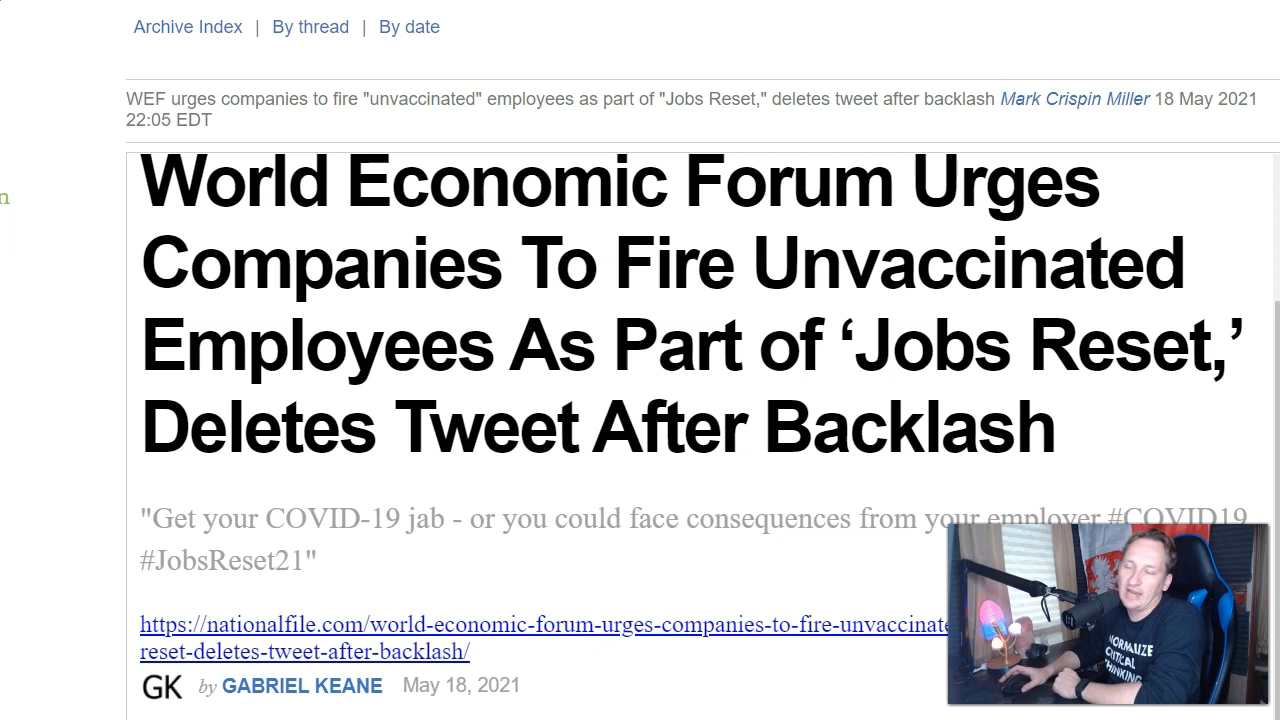 Archive Index | By thread | By date
WEF urges companies to fire "unvaccinated" employees as part of "Jobs Reset," deletes tweet after backlash Mark Crispin Miller 18 May 2021
22:05 EDT
World Economic Forum Urges
Companies To Fire Unvaccinated
Employees As Part of ‘Jobs Reset,’
Deletes Tweet After Backlash
"Get your COVID-19 jab - or you could face consequences from your employer #COVID19
#JobsReset21"
https://nationalfile.com/world-economic-forum-urges-companies-to-fire-unvaccinate
reset-deletes-tweet-after-backlash/
GK by GABRIEL KEANE May 18, 2021
NORMALIZE
CRITICAL
THINKING
n